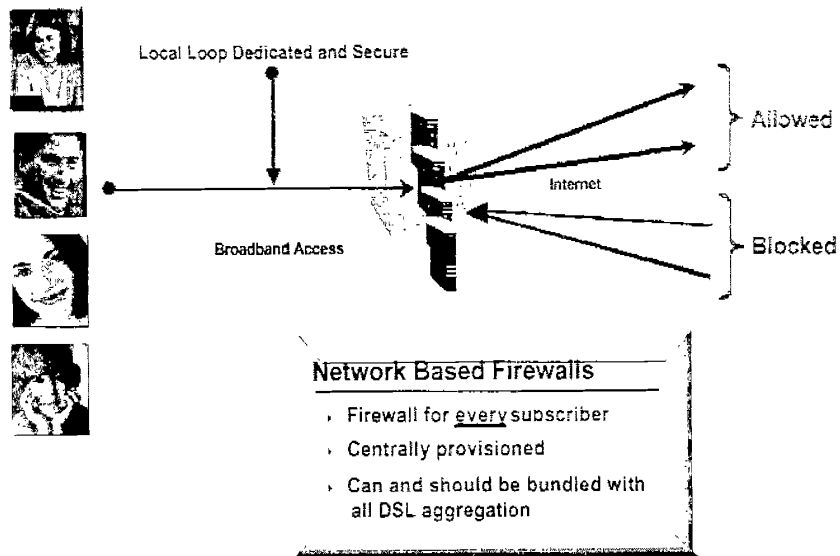 Local Loop Dedicated and Secure
Allowed
Internet
Broadband Access
Blocked
Network Based Firewalls
Firewall for every subscriber
Centrally provisioned
Can and should be bundled with
all DSL aggregation